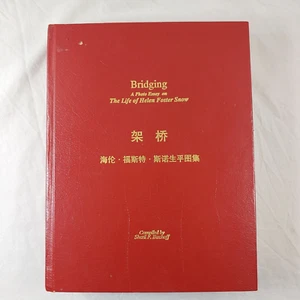 Bridging
A Photo Essay on
The Life of Helen Foster Snow
架桥
海伦·福斯特·斯诺生平图集
Compiled by